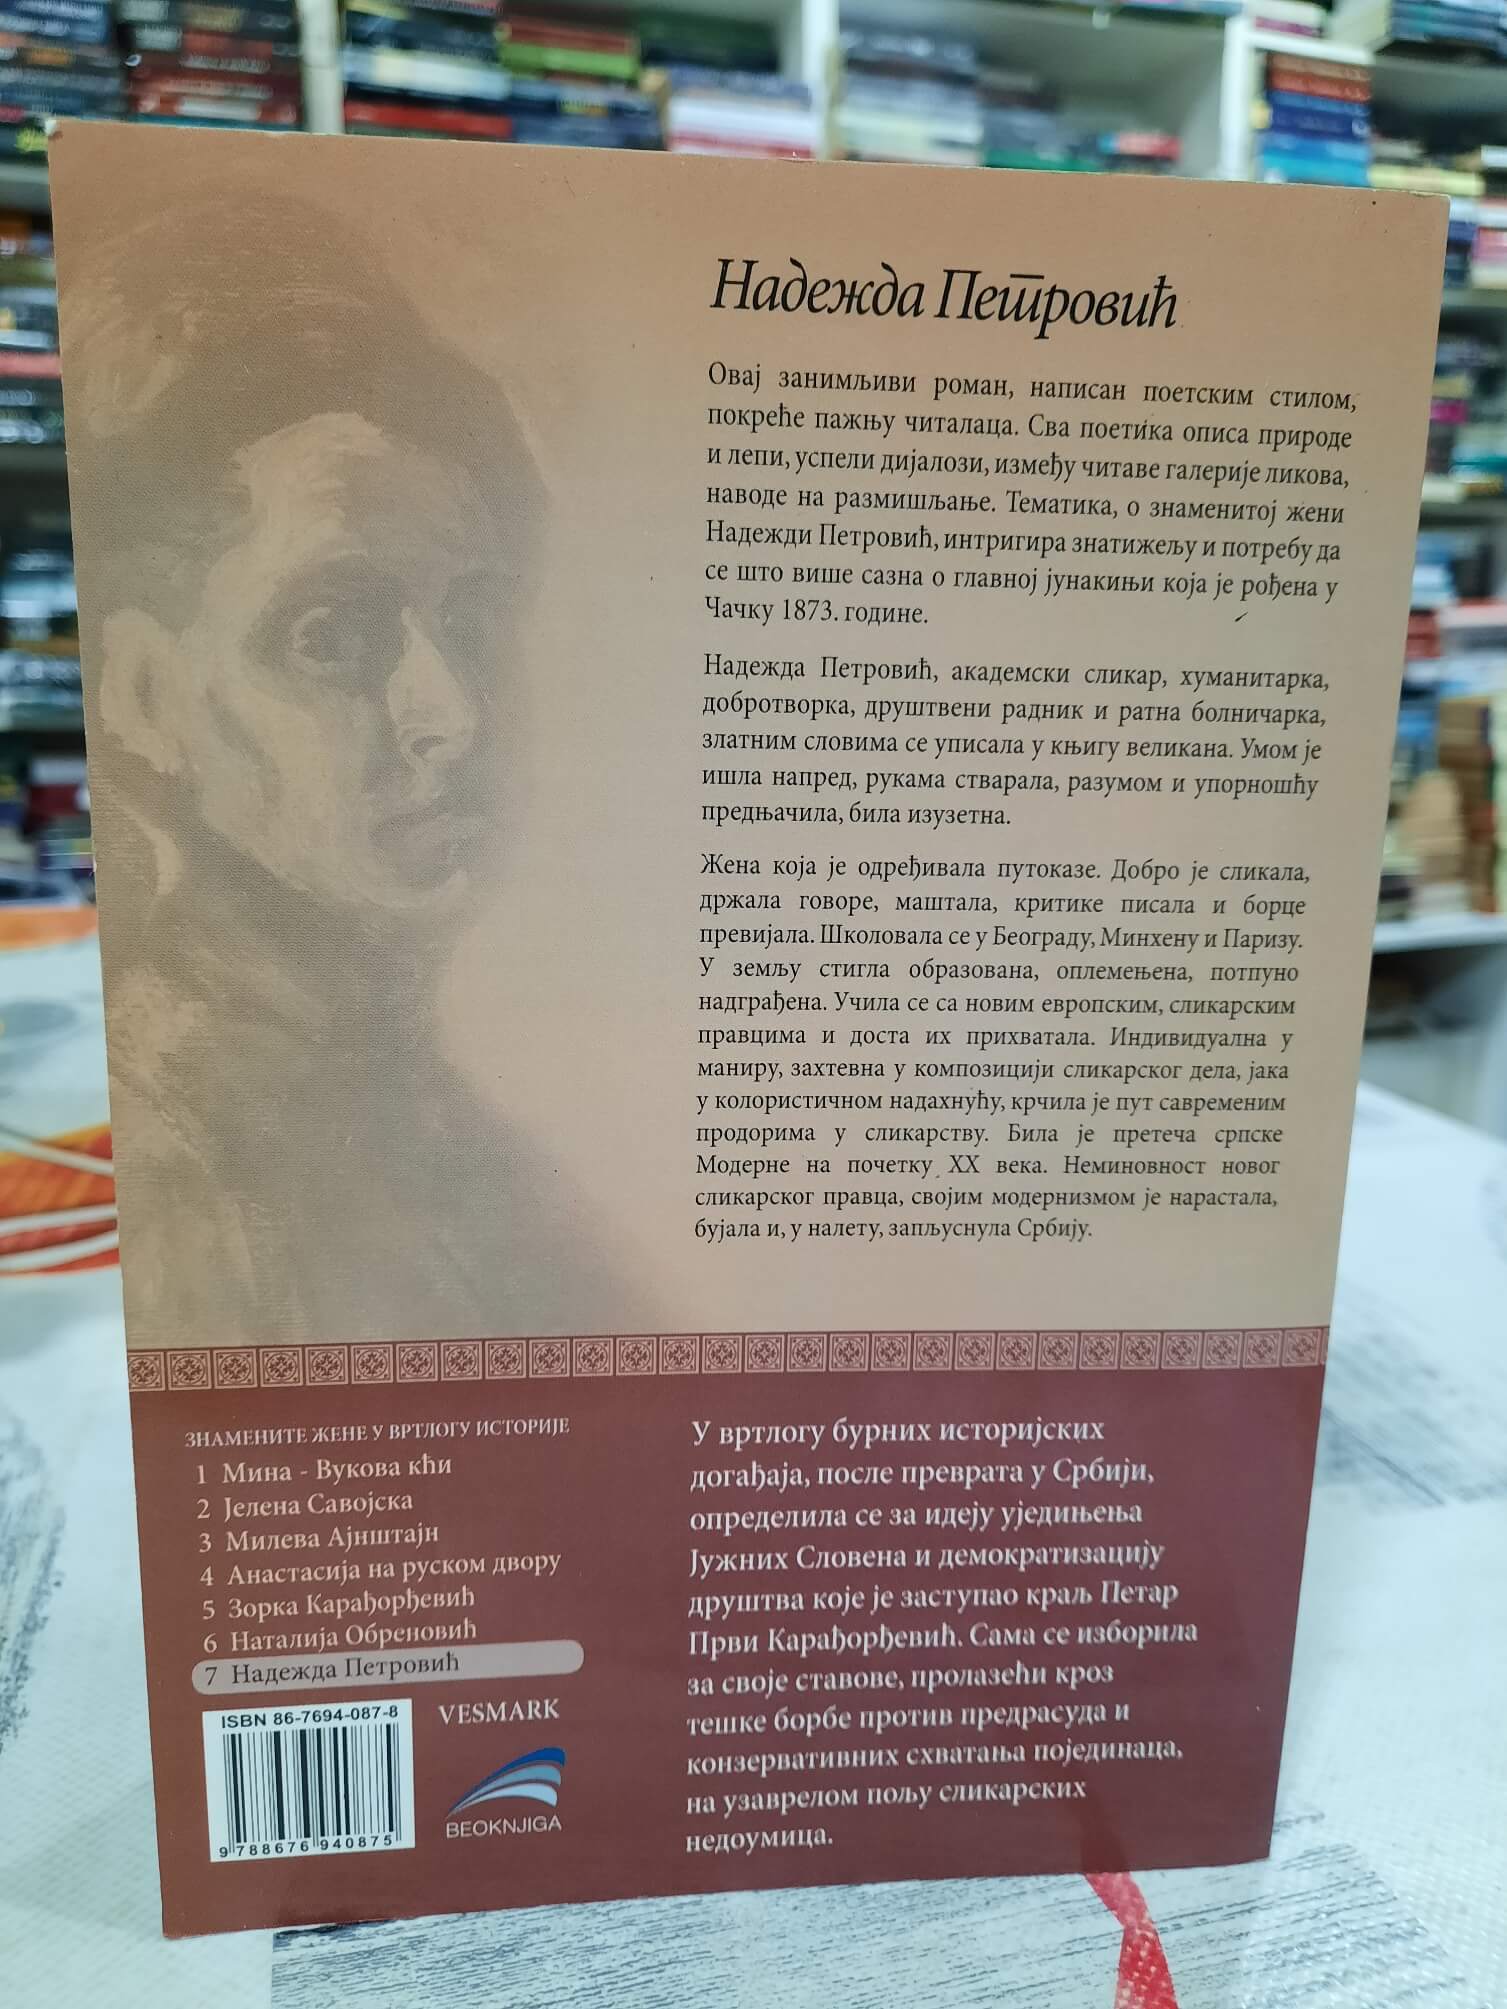 Надежда Петровић
Овај занимљиви роман, написан поетским стилом,
покреће пажњу читалаца. Сва поетика описа природе
и лепи, успели дијалози, између читаве галерије ликова,
наводе на размишљање. Тематика, о знаменитој жени
Надежди Петровић, интригира знатижељу и потребу да
се што више сазна о главној јунакињи која је рођена у
Чачку 1873. године.
Надежда Петровић, академски сликар, хуманитарка,
добротворка, друштвени радник и ратна болничарка,
златним словима се уписала у књигу великана. Умом је
ишла напред, рукама стварала, разумом и упорношћу
предњачила, била изузетна.
Жена која је одређивала путоказе. Добро је сликала,
држала говоре, маштала, критике писала и борце
превијала. Школовала се у Београду, Минхену и Паризу.
У земљу стигла образована, оплемењена, потпуно
надграђена. Учила се са новим европским, сликарским
правцима и доста их прихватала. Индивидуална у
маниру, захтевна у композицији сликарског дела, јака
у колористичном надахнућу, крчила је пут савременим
продорима у сликарству. Била је претеча српске
Модерне на почетку XX века. Неминовност новог
сликарског правца, својим модернизмом је нарастала,
бујала и, у налету, запљуснула Србију.
ЗНАМЕНИТЕ ЖЕНЕ У ВРТЛОГУ ИСТОРИЈЕ
1 Мина - Вукова кћи
2 Јелена Савојска
3 Милева Ајнштајн
4 Анастасија на руском двору
5 Зорка Карађорђевић
6 Наталија Обреновић
7 Надежда Петровић
ISBN 86-7694-087-8
9 788676 940875
VESMARK
BEOKNJIGA
У вртлогу бурних историјских
догађаја, после преврата у Србији,
определила се за идеју уједињења
Јужних Словена и демократизацију
друштва које је заступао краљ Петар
Први Карађорђевић. Сама се изборила
за своје ставове, пролазећи кроз
тешке борбе против предрасуда и
конзервативних схватања појединаца,
на узаврелом пољу сликарских
недоумица.